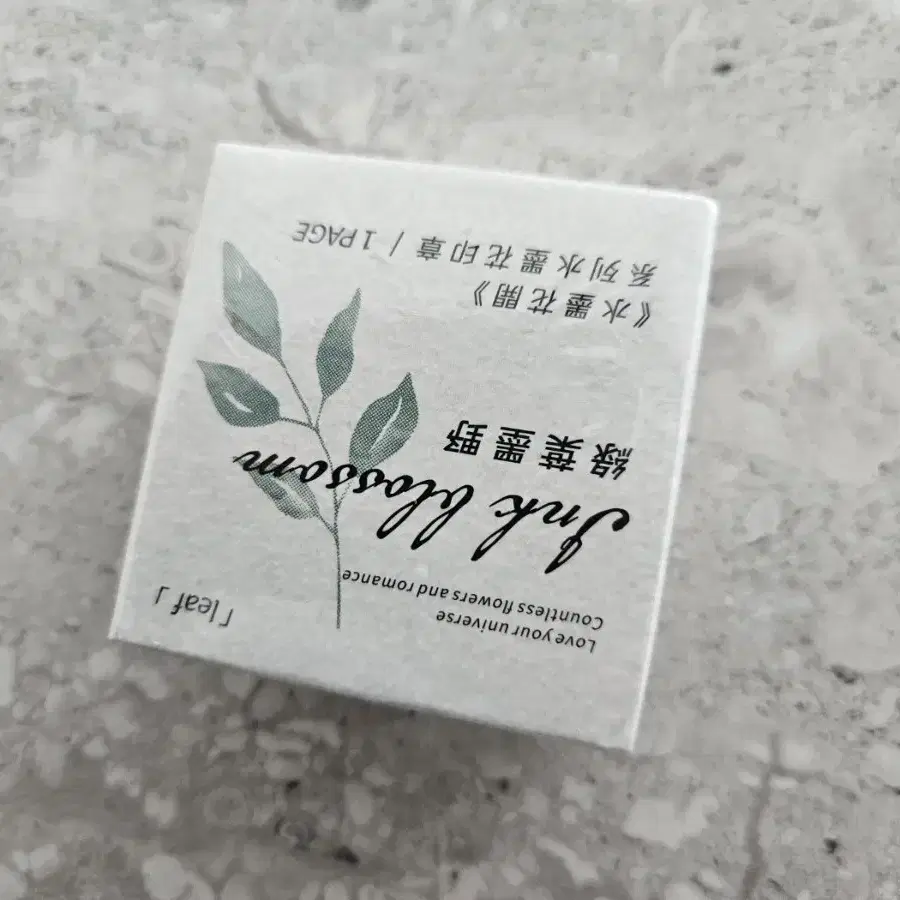 Love your universe
Countless flowers and romance
Ink blossom
綠葉墨野
《水墨花開》
系列水墨花印章 / 1 PAGE
「leaf」